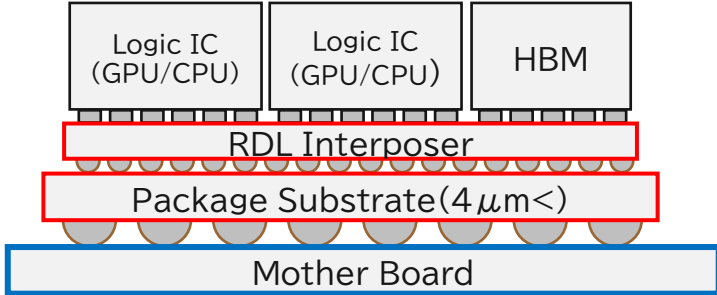 Logic IC
(GPU/CPU)
Logic IC
(GPU/CPU)
HBM
RDL Interposer
Package Substrate(4μm<)
Mother Board